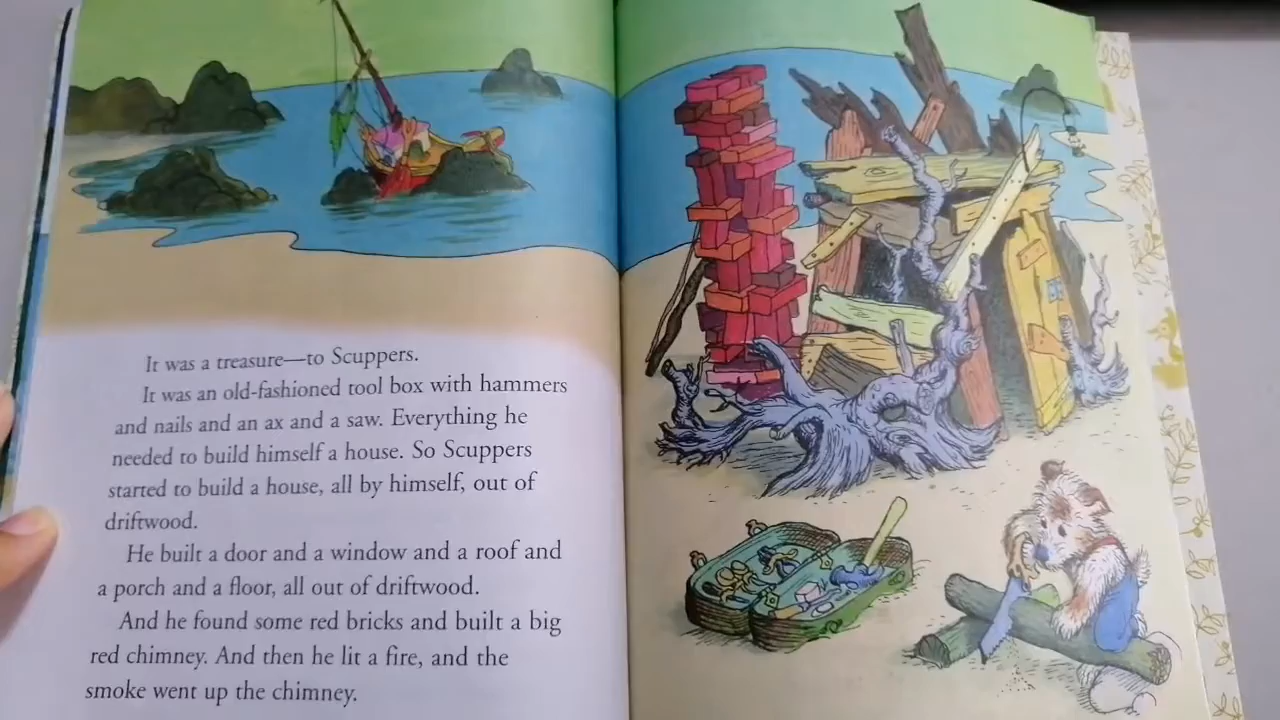 It was a treasure—to Scuppers.
It was an old-fashioned tool box with hammers
and nails and an ax and a saw. Everything he
needed to build himself a house. So Scuppers
started to build a house, all by himself, out of
driftwood.
He built a door and a window and a roof and
a porch and a floor, all out of driftwood.
And he found some red bricks and built a big
red chimney. And then he lit a fire, and the
smoke went up the chimney.